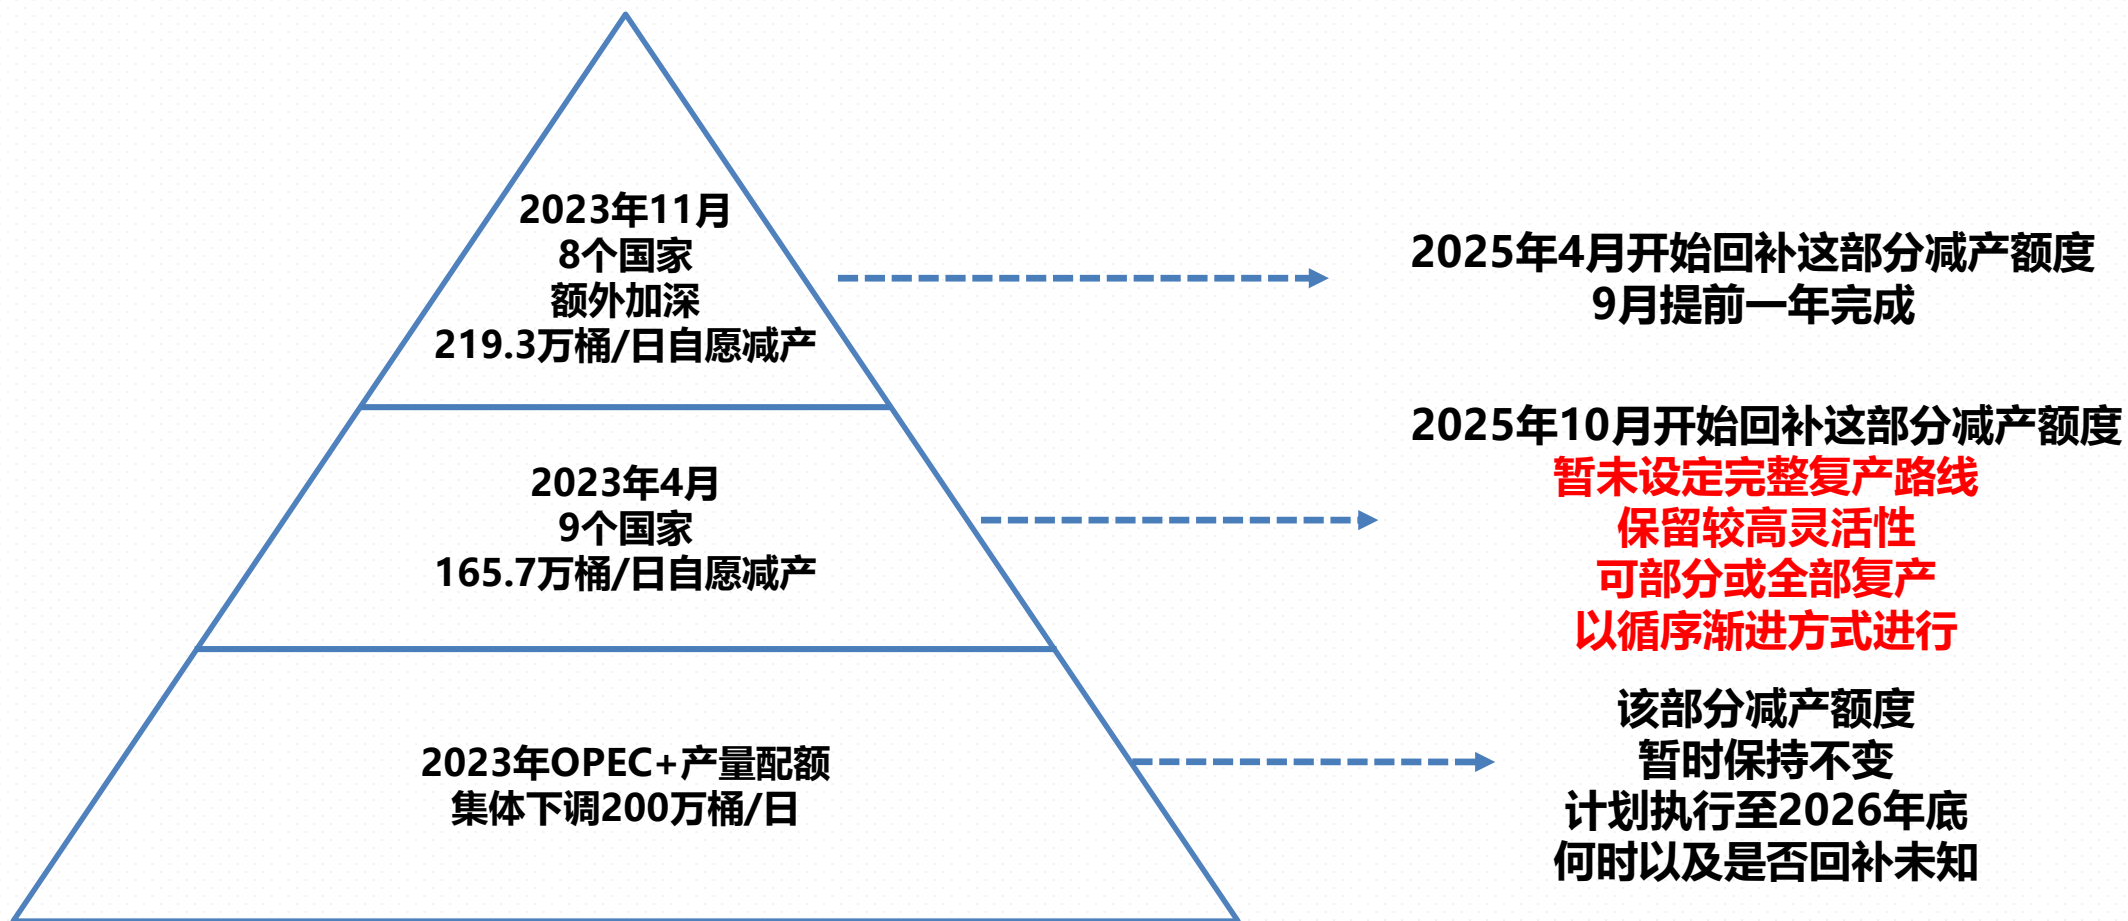 2023年11月
8个国家
额外加深
219.3万桶/日自愿减产
2025年4月开始回补这部分减产额度
9月提前一年完成
2023年4月
9个国家
165.7万桶/日自愿减产
2025年10月开始回补这部分减产额度
暂未设定完整复产路线
保留较高灵活性
可部分或全部复产
以循序渐进方式进行
2023年OPEC+产量配额
集体下调200万桶/日
该部分减产额度
暂时保持不变
计划执行至2026年底
何时以及是否回补未知